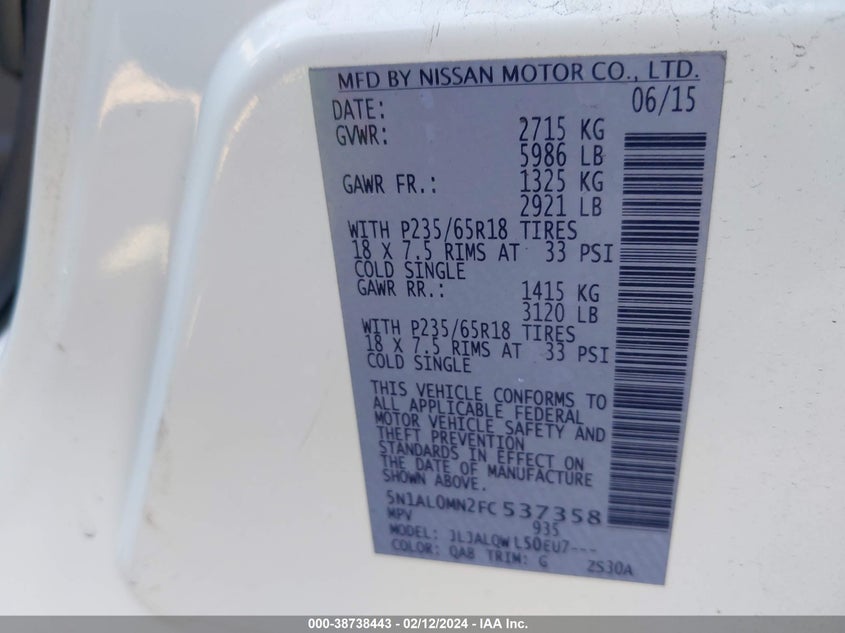 MFD BY NISSAN MOTOR CO., LTD.
DATE: 06/15
GVWR: 2715 KG
5986 LB
GAWR FR.: 1325 KG
2921 LB
WITH P235/65R18 TIRES
18 X 7.5 RIMS AT 33 PSI
COLD SINGLE
GAWR RR.: 1415 KG
3120 LB
WITH P235/65R18 TIRES
18 X 7.5 RIMS AT 33 PSI
COLD SINGLE
THIS VEHICLE CONFORMS TO
ALL APPLICABLE FEDERAL
MOTOR VEHICLE SAFETY AND
THEFT PREVENTION
STANDARDS IN EFFECT ON
THE DATE OF MANUFACTURE
SHOWN ABOVE.
5N1AL0MN2FC537358
MPV 935
MODEL: JLJALQWL50EU7---
COLOR: QAB TRIM: G 2S30A
000-38738443 — 02/12/2024 — IAA Inc.